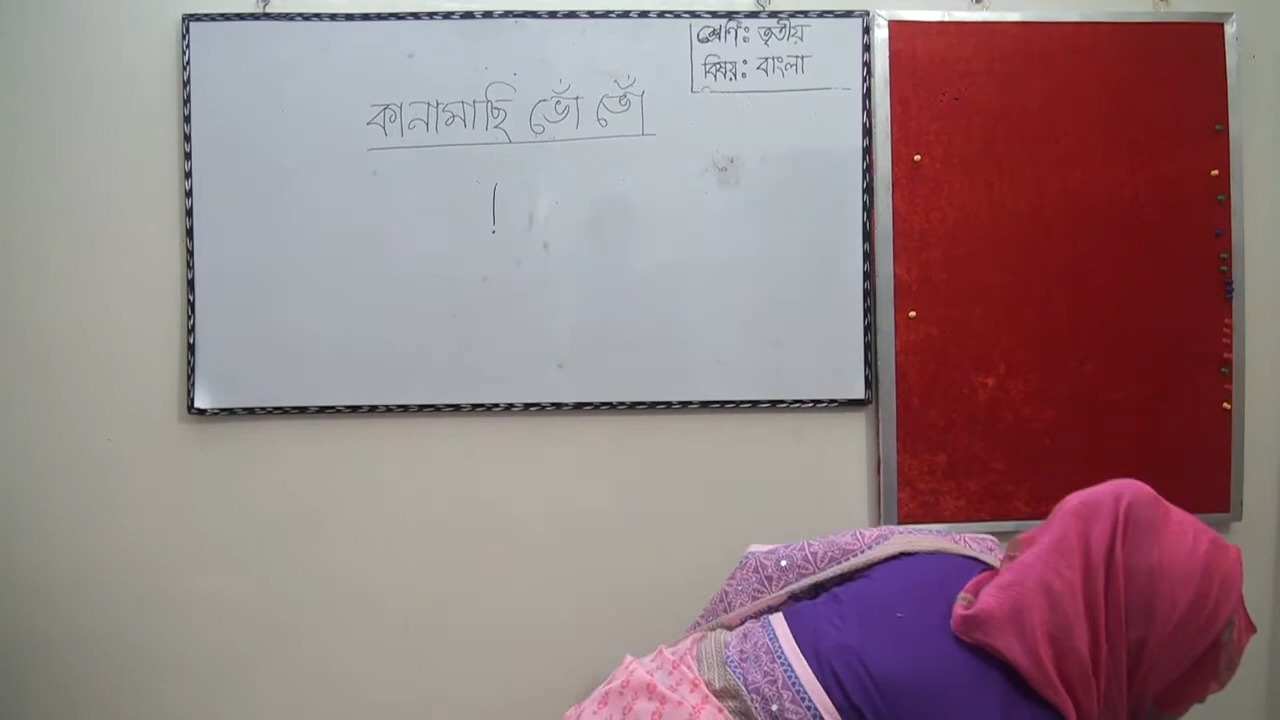 শ্রেণি: তৃতীয়
বিষয়: বাংলা
কানামাছি ভোঁ ভোঁ